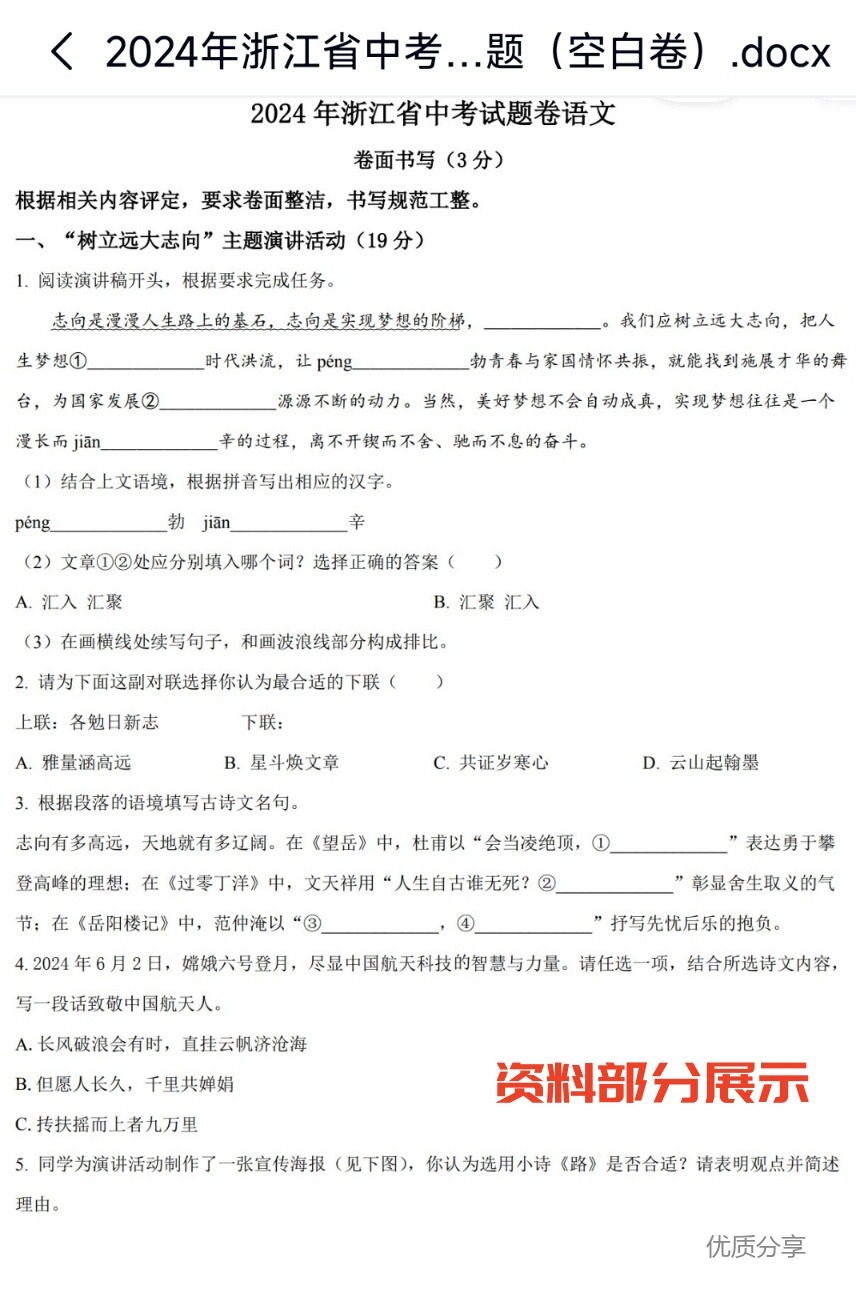 2024年浙江省中考...题（空白卷）.docx
2024 年浙江省中考试题卷语文
卷面书写（3 分）
根据相关内容评定，要求卷面整洁，书写规范工整。
一、“树立远大志向”主题演讲活动（19 分）
1. 阅读演讲稿开头，根据要求完成任务。
志向是漫漫人生路上的基石，志向是实现梦想的阶梯，____________。我们应树立远大志向，把人
生梦想①____________时代洪流，让 péng____________勃青春与家国情怀共振，就能找到施展才华的舞
台，为国家发展②____________源源不断的动力。当然，美好梦想不会自动成真，实现梦想往往是一个
漫长而 jiān____________辛的过程，离不开锲而不舍、驰而不息的奋斗。
（1）结合上文语境，根据拼音写出相应的汉字。
péng____________勃 jiān____________辛
（2）文章①②处应分别填入哪个词？选择正确的答案（ ）
A. 汇入 汇聚 B. 汇聚 汇入
（3）在画横线处续写句子，和画波浪线部分构成排比。
2. 请为下面这副对联选择你认为最合适的下联（ ）
上联：各勉日新志 下联：
A. 雅量涵高远 B. 星斗焕文章 C. 共证岁寒心 D. 云山起翰墨
3. 根据段落的语境填写古诗文名句。
志向有多高远，天地就有多辽阔。在《望岳》中，杜甫以“会当凌绝顶，①____________”表达勇于攀
登高峰的理想；在《过零丁洋》中，文天祥用“人生自古谁无死？②____________”彰显舍生取义的气
节；在《岳阳楼记》中，范仲淹以“③____________，④____________”抒写先忧后乐的抱负。
4. 2024 年 6 月 2 日，嫦娥六号登月，尽显中国航天科技的智慧与力量。请任选一项，结合所选诗文内容，
写一段话致敬中国航天人。
A. 长风破浪会有时，直挂云帆济沧海
B. 但愿人长久，千里共婵娟
C. 抟扶摇而上者九万里
资料部分展示
5. 同学为演讲活动制作了一张宣传海报（见下图），你认为选用小诗《路》是否合适？请表明观点并简述
理由。
优质分享